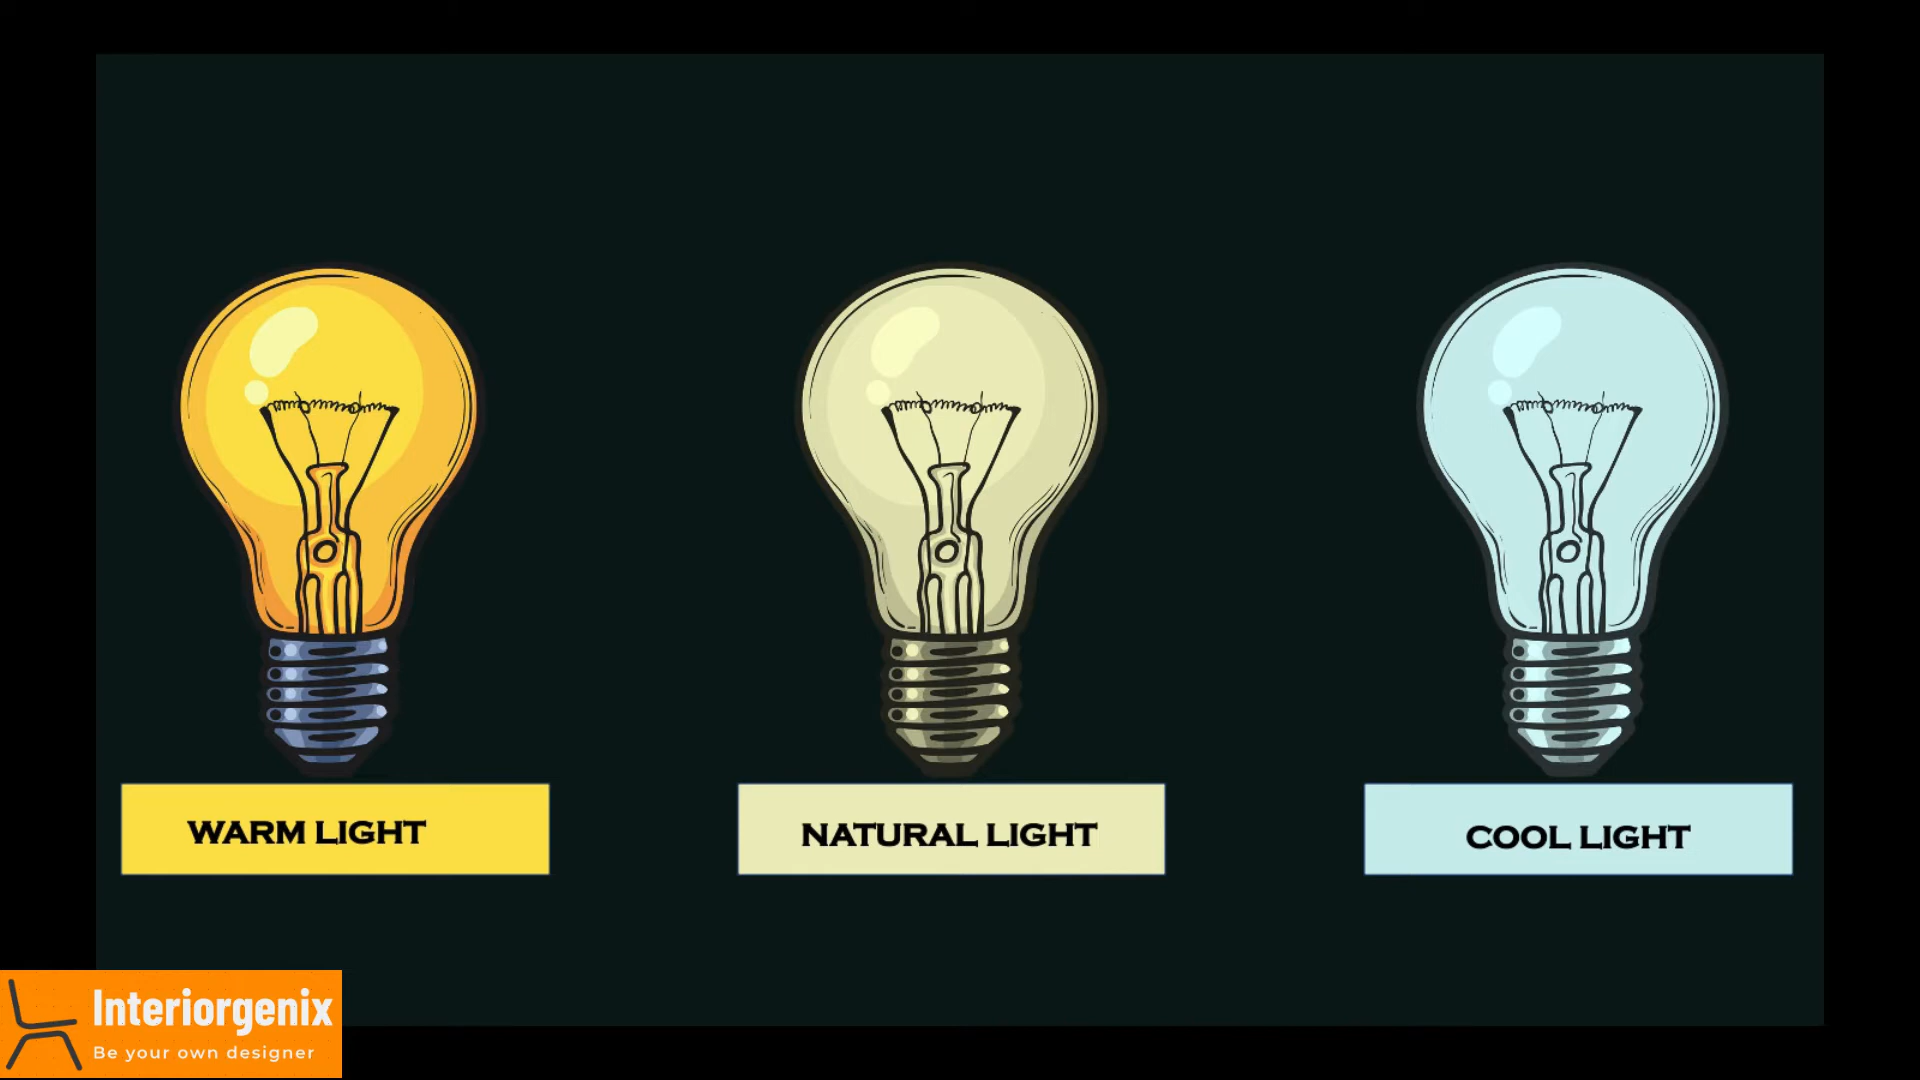 WARM LIGHT
NATURAL LIGHT
COOL LIGHT
Interiorgenix
Be your own designer